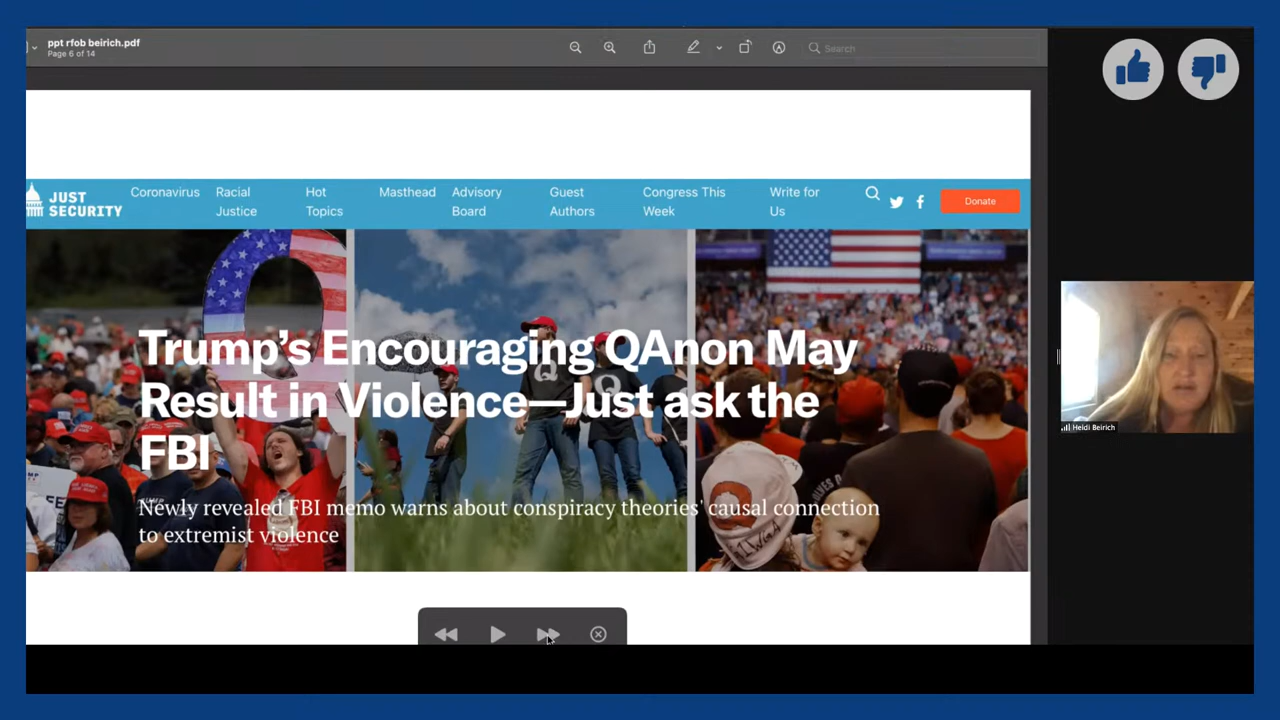 ppt rfob beirich.pdf
Page 6 of 14
Search
JUST
SECURITY
Coronavirus
Racial
Justice
Hot
Topics
Masthead
Advisory
Board
Guest
Authors
Congress This
Week
Write for
Us
Donate
Trump's Encouraging QAnon May
Result in Violence—Just ask the
FBI
Newly revealed FBI memo warns about conspiracy theories' causal connection
to extremist violence
Q
Q
Heidi Beirich